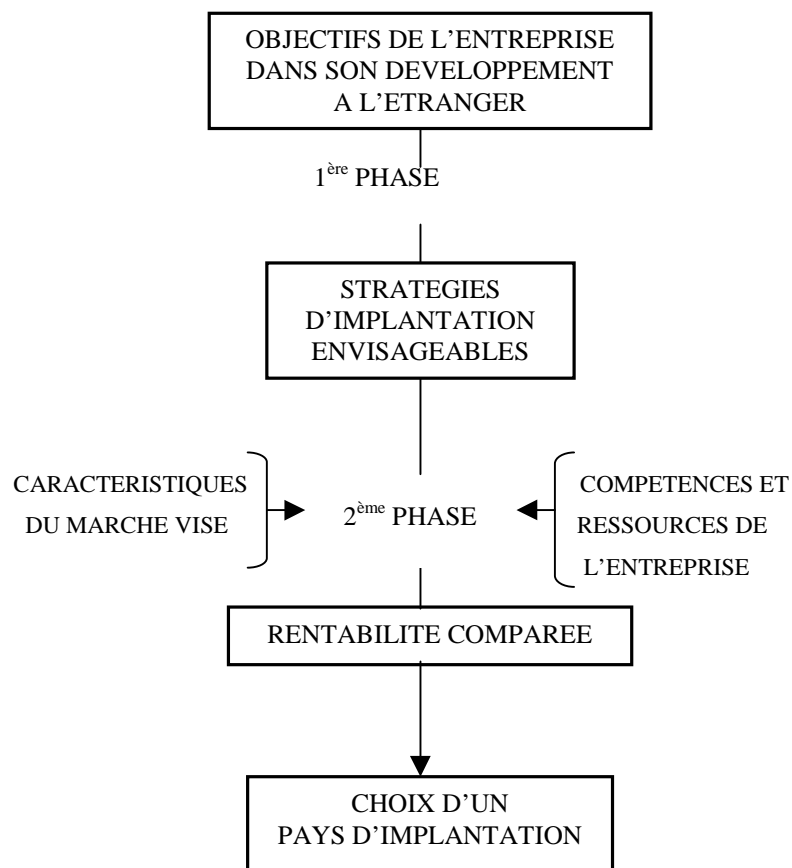 OBJECTIFS DE L’ENTREPRISE
DANS SON DEVELOPPEMENT
A L’ETRANGER
1ère PHASE
STRATEGIES
D’IMPLANTATION
ENVISAGEABLES
CARACTERISTIQUES
DU MARCHE VISE
2ème PHASE
COMPETENCES ET
RESSOURCES DE
L’ENTREPRISE
RENTABILITE COMPAREE
CHOIX D’UN
PAYS D’IMPLANTATION